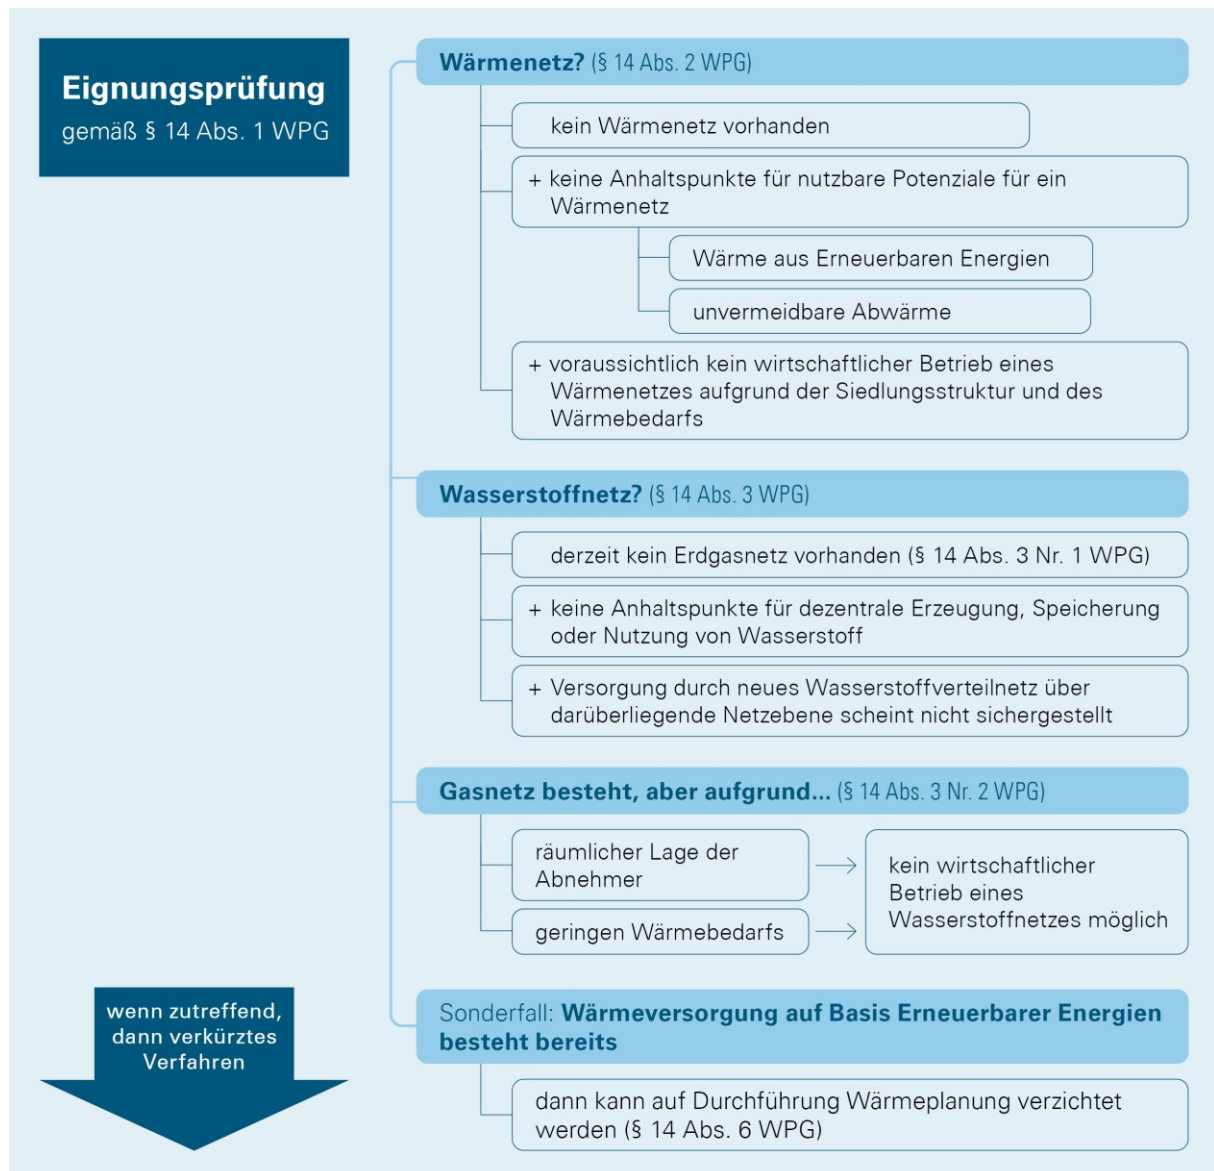 Eignungsprüfung
gemäß § 14 Abs. 1 WPG
Wärmenetz? (§ 14 Abs. 2 WPG)
kein Wärmenetz vorhanden
+ keine Anhaltspunkte für nutzbare Potenziale für ein
Wärmenetz
Wärme aus Erneuerbaren Energien
unvermeidbare Abwärme
+ voraussichtlich kein wirtschaftlicher Betrieb eines
Wärmenetzes aufgrund der Siedlungsstruktur und des
Wärmebedarfs
Wasserstoffnetz? (§ 14 Abs. 3 WPG)
derzeit kein Erdgasnetz vorhanden (§ 14 Abs. 3 Nr. 1 WPG)
+ keine Anhaltspunkte für dezentrale Erzeugung, Speicherung
oder Nutzung von Wasserstoff
+ Versorgung durch neues Wasserstoffverteilnetz über
darüberliegende Netzebene scheint nicht sichergestellt
Gasnetz besteht, aber aufgrund... (§ 14 Abs. 3 Nr. 2 WPG)
räumlicher Lage der
Abnehmer
geringen Wärmebedarfs
kein wirtschaftlicher
Betrieb eines
Wasserstoffnetzes möglich
Sonderfall: Wärmeversorgung auf Basis Erneuerbarer Energien
besteht bereits
dann kann auf Durchführung Wärmeplanung verzichtet
werden (§ 14 Abs. 6 WPG)
wenn zutreffend,
dann verkürztes
Verfahren